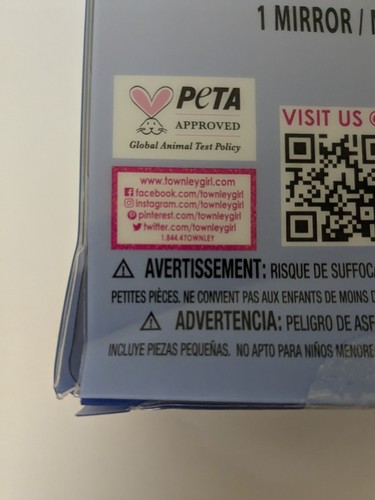 1 MIRROR /
PETA
APPROVED
Global Animal Test Policy
VISIT US @
www.townleygirl.com
facebook.com/townleygirl
instagram.com/townleygirl
pinterest.com/townleygirl
twitter.com/townleygirl
1.844.4TOWNLEY
AVERTISSEMENT: RISQUE DE SUFFOCA
PETITES PIÈCES. NE CONVIENT PAS AUX ENFANTS DE MOINS D
ADVERTENCIA: PELIGRO DE ASF
INCLUYE PIEZAS PEQUEÑAS. NO APTO PARA NIÑOS MENORE